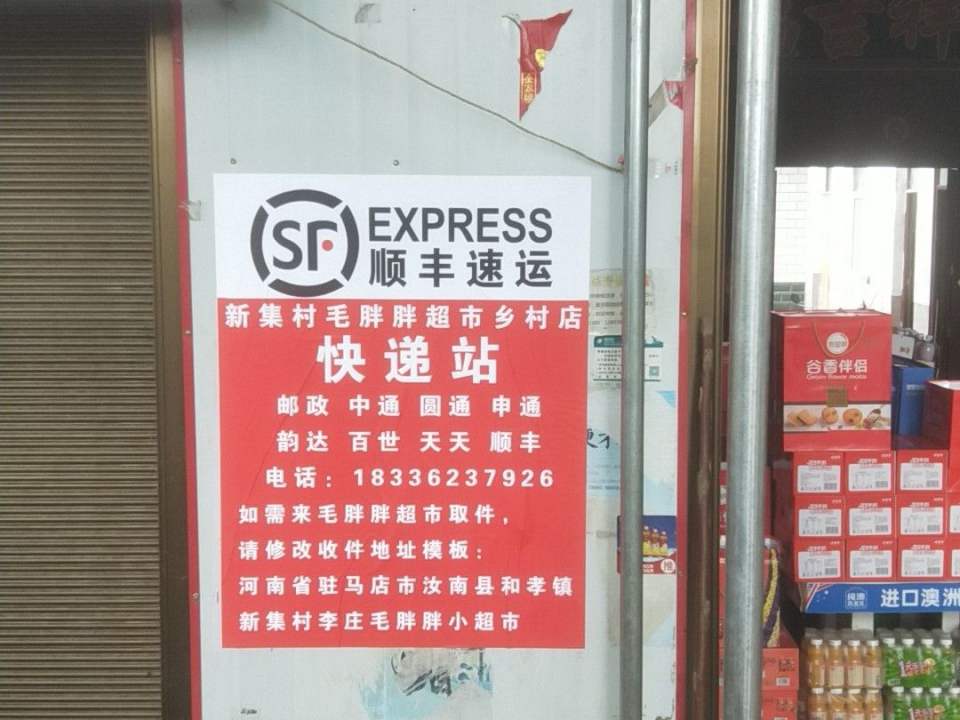 SF EXPRESS
顺丰速运
新集村毛胖胖超市乡村店
快递站
邮政 中通 圆通 申通
韵达 百世 天天 顺丰
电话：18336237926
如需来毛胖胖超市取件，
请修改收件地址模板：
河南省驻马店市汝南县和孝镇
新集村李庄毛胖胖小超市
谷香伴侣
进口澳洲